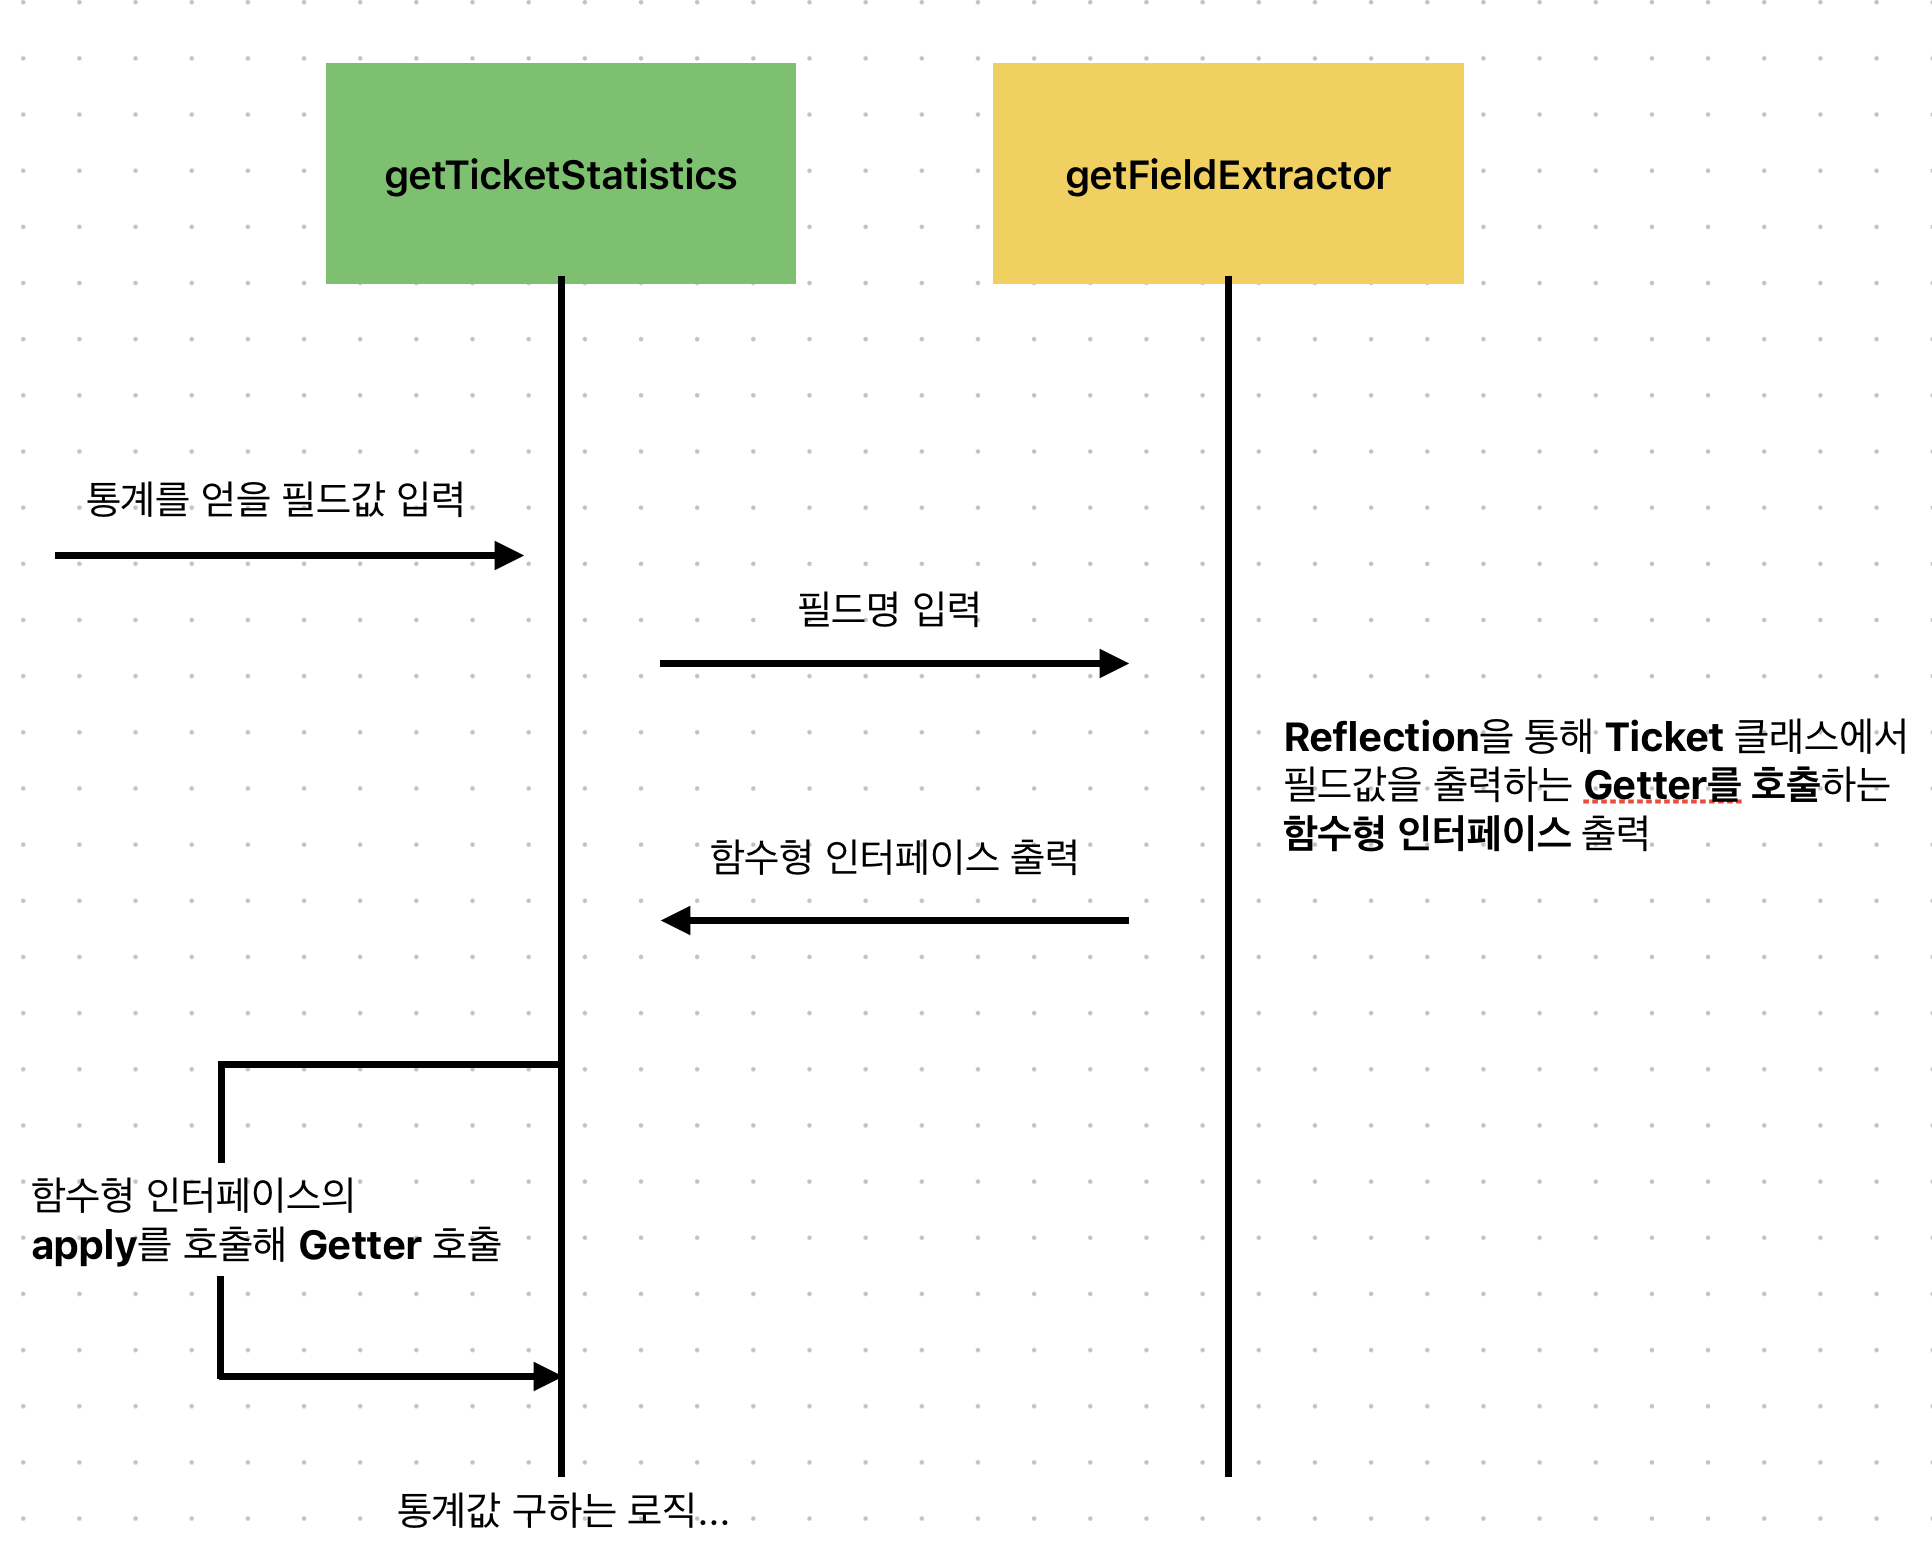 getTicketStatistics
getFieldExtractor
통계를 얻을 필드값 입력
필드명 입력
Reflection을 통해 Ticket 클래스에서
필드값을 출력하는 Getter를 호출하는
함수형 인터페이스 출력
함수형 인터페이스 출력
함수형 인터페이스의
apply를 호출해 Getter 호출
통계값 구하는 로직...